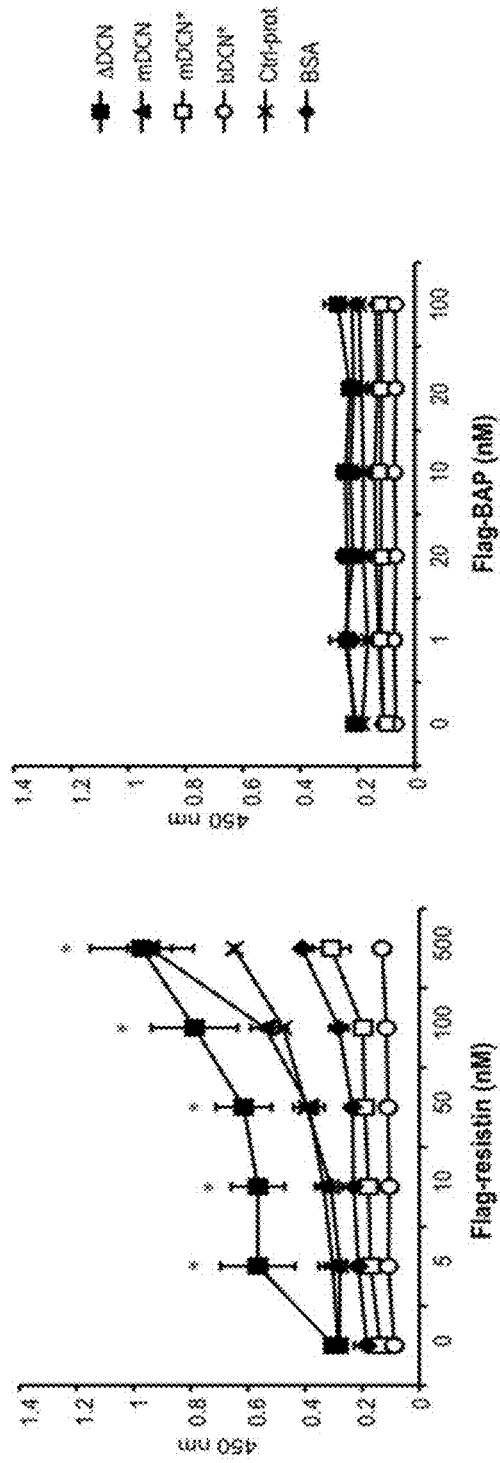 1.4
1.2
1
0.8
0.6
0.4
0.2
0
450 nm
0 5 10 50 100 500
Flag-resistin (nM)
1.4
1.2
1
0.8
0.6
0.4
0.2
0
450 nm
0 1 20 10 20 100
Flag-BAP (nM)
ΔDCN
mDCN
mDCN*
bDCN*
Ctrl-prot
BSA